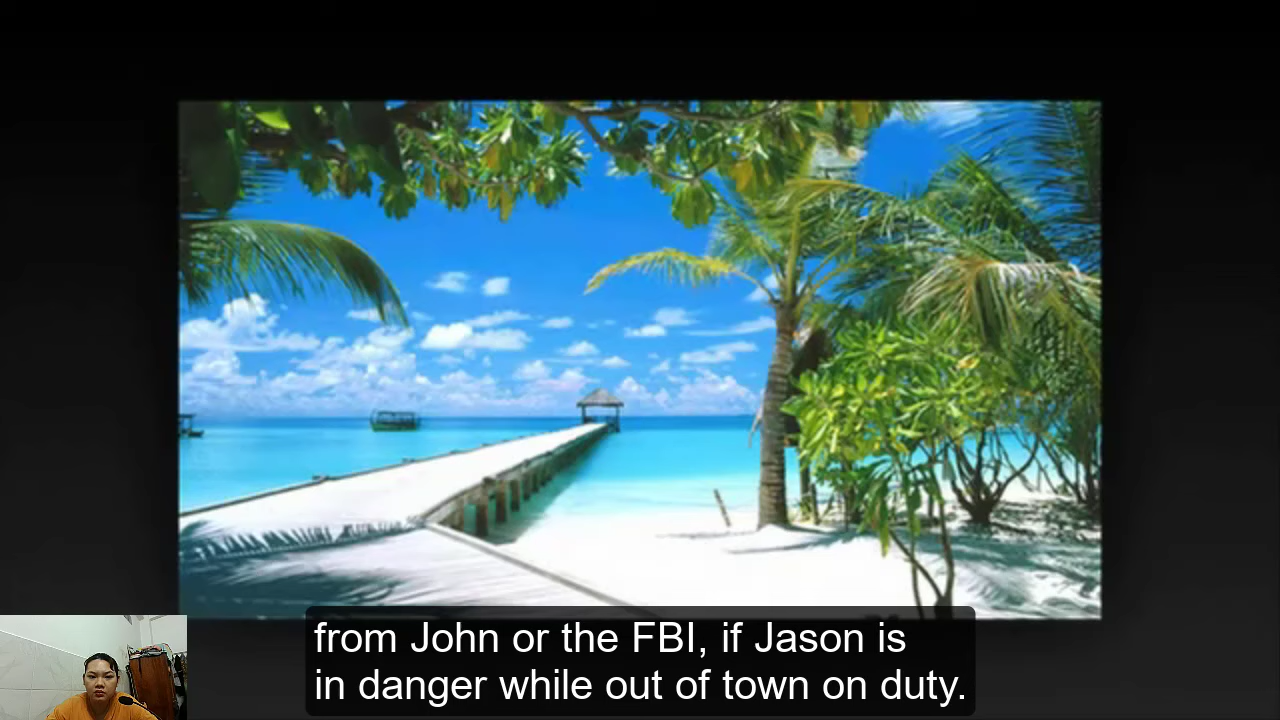 from John or the FBI, if Jason is
in danger while out of town on duty.